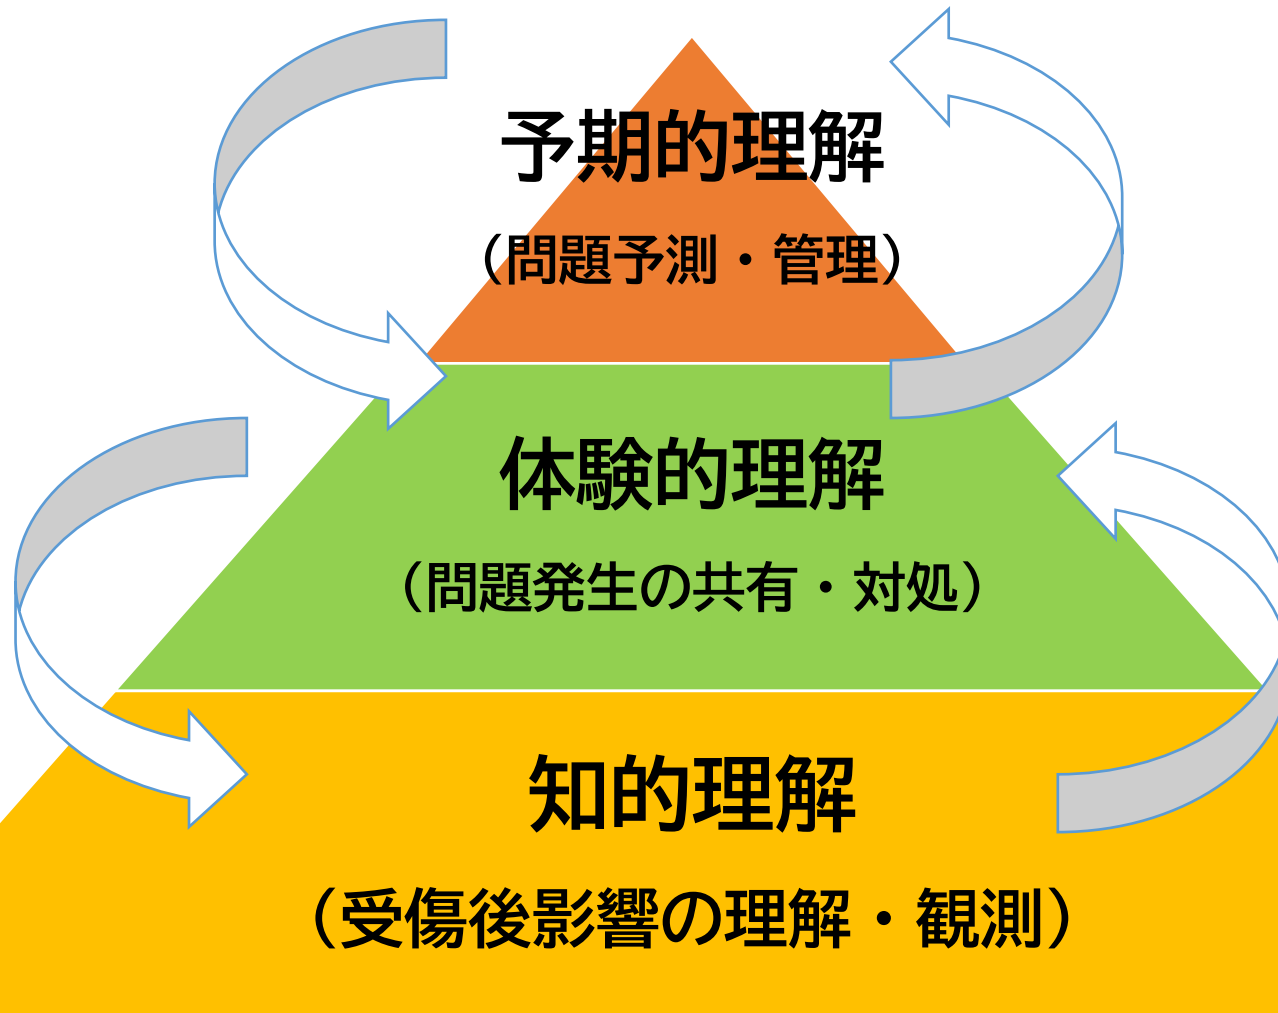 予期的理解
（問題予測・管理）
体験的理解
（問題発生の共有・対処）
知的理解
（受傷後影響の理解・観測）